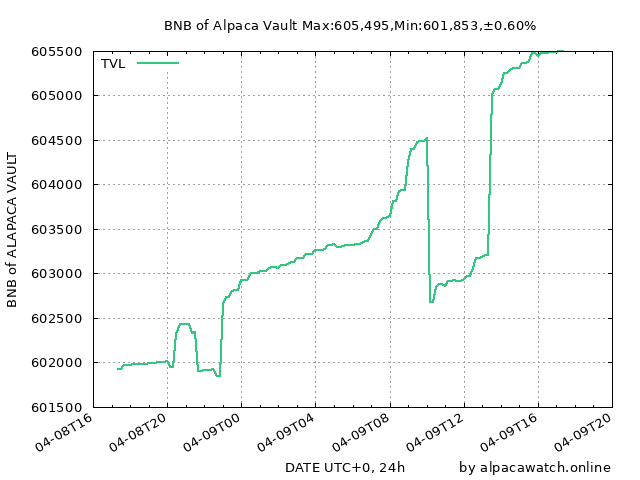 BNB of Alpaca Vault Max:605,495,Min:601,853,±0.60%
TVL
605500
605000
604500
604000
603500
603000
602500
602000
601500
BNB of ALAPACA VAULT
04-08T16
04-08T20
04-09T00
04-09T04
04-09T08
04-09T12
04-09T16
04-09T20
DATE UTC+0, 24h
by alpacawatch.online